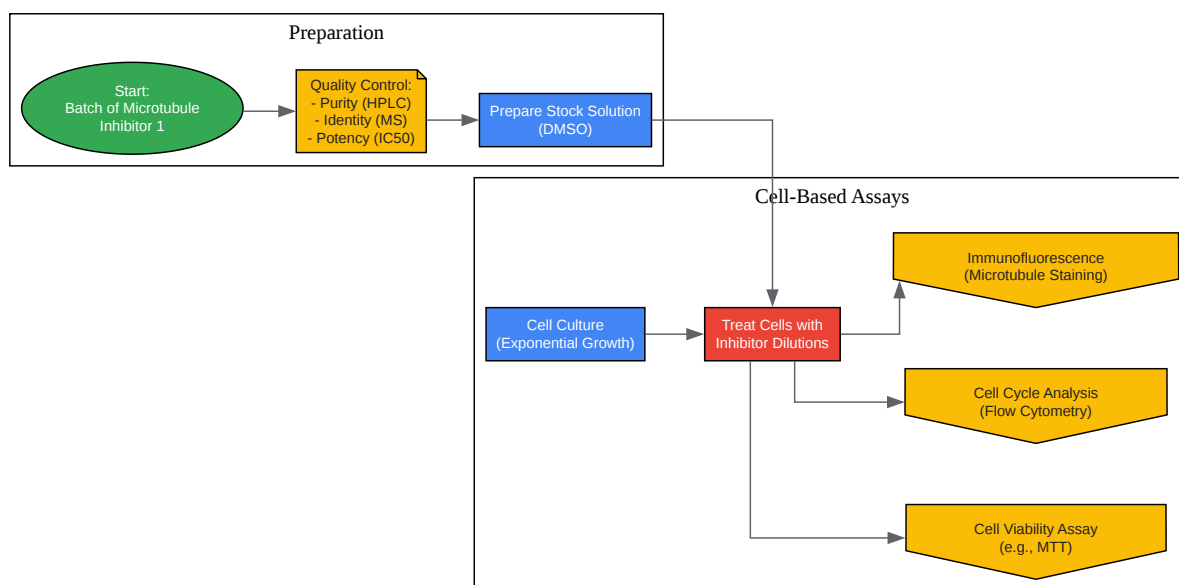 Preparation
Start:
Batch of Microtubule
Inhibitor 1
Quality Control:
- Purity (HPLC)
- Identity (MS)
- Potency (IC50)
Prepare Stock Solution
(DMSO)
Cell-Based Assays
Immunofluorescence
(Microtubule Staining)
Cell Culture
(Exponential Growth)
Treat Cells with
Inhibitor Dilutions
Cell Cycle Analysis
(Flow Cytometry)
Cell Viability Assay
(e.g., MTT)